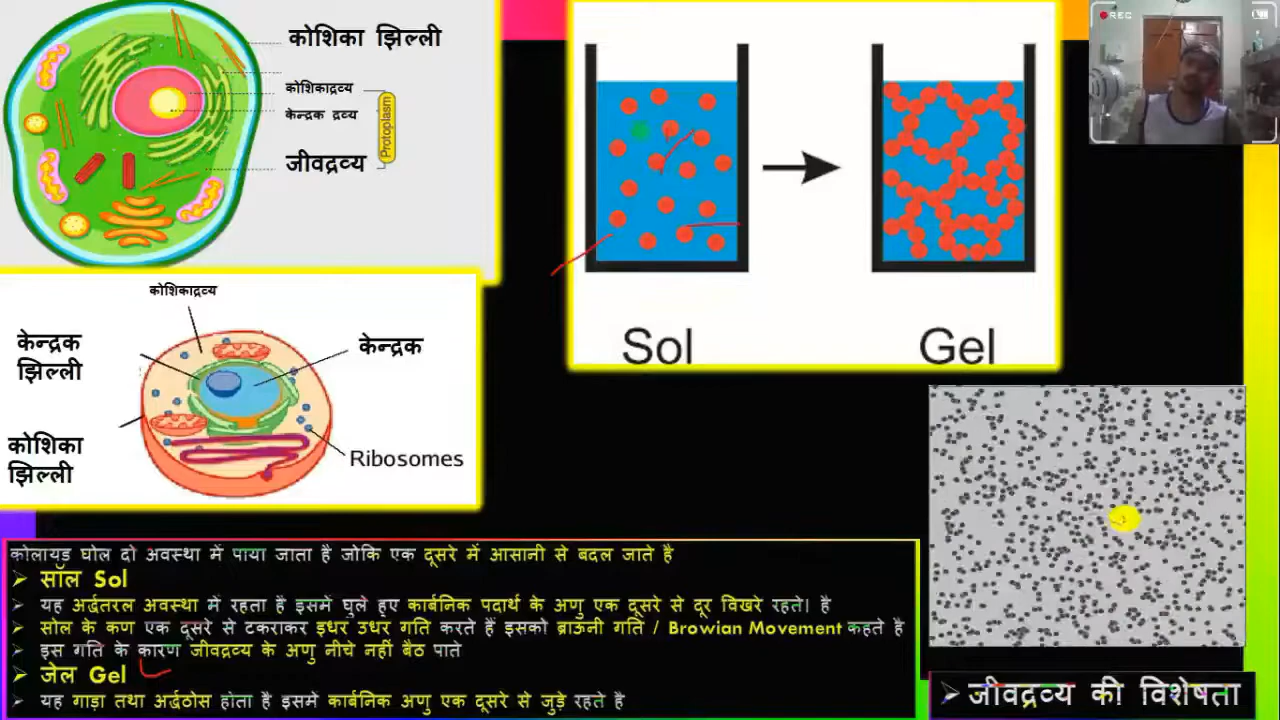 कोशिका झिल्ली
कोशिकाद्रव्य
केन्द्रक द्रव्य
जीवद्रव्य
Protoplasm
Sol
Gel
REC
कोशिकाद्रव्य
केन्द्रक
झिल्ली
केन्द्रक
कोशिका
झिल्ली
Ribosomes
कोलायड घोल दो अवस्था में पाया जाता है जोकि एक दूसरे में आसानी से बदल जाते है
➢ सॉल Sol
➢ यह अर्द्धतरल अवस्था में रहता है इसमें घुले हुए कार्बनिक पदार्थ के अणु एक दूसरे से दूर विखरे रहते। है
➢ सोल के कण एक दूसरे से टकराकर इधर उधर गति करते हैं इसको ब्राऊनी गति / Browian Movement कहते है
➢ इस गति के कारण जीवद्रव्य के अणु नीचे नहीं बैठ पाते
➢ जेल Gel
➢ यह गाड़ा तथा अर्द्धठोस होता है इसमें कार्बनिक अणु एक दूसरे से जुड़े रहते है
➢ जीवद्रव्य की विशेषता